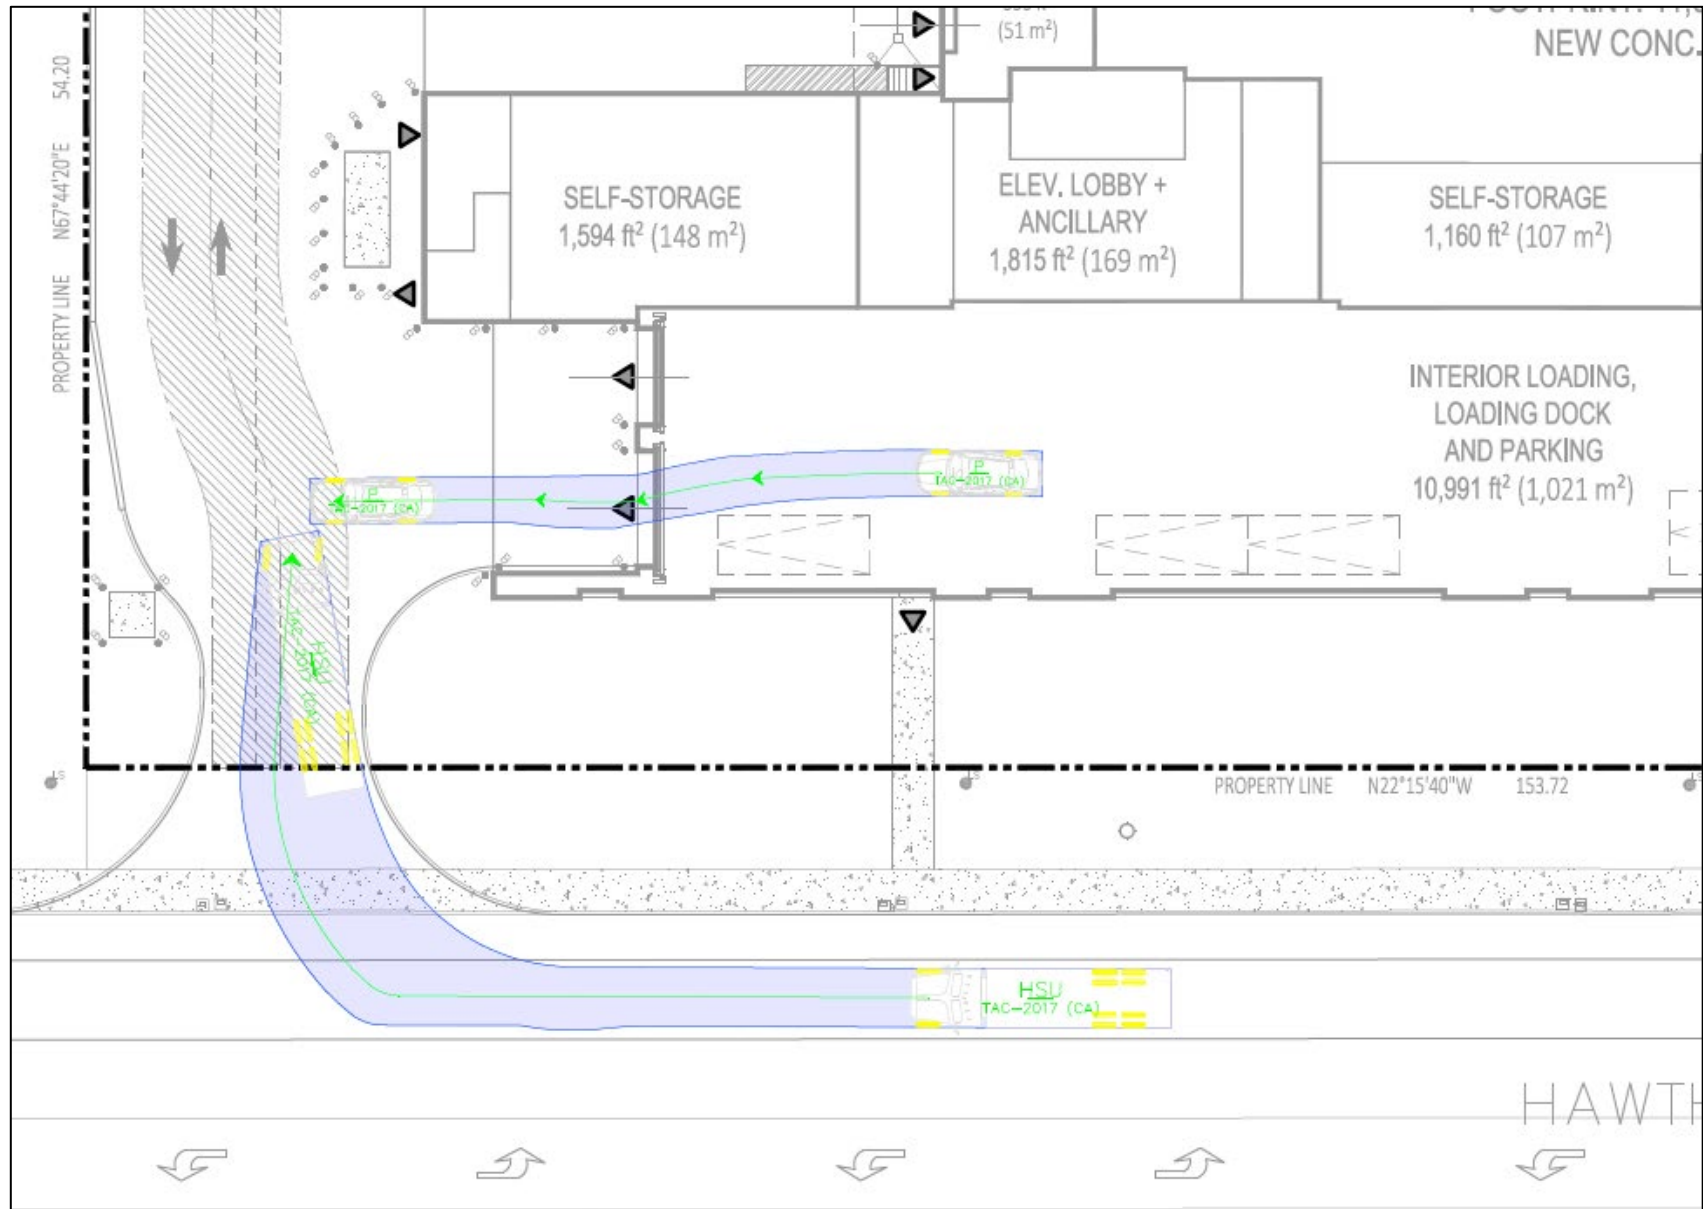 (51 m²)
NEW CONC.
PROPERTY LINE N67°44'20"E 54.20
SELF-STORAGE
1,594 ft² (148 m²)
ELEV. LOBBY +
ANCILLARY
1,815 ft² (169 m²)
SELF-STORAGE
1,160 ft² (107 m²)
INTERIOR LOADING,
LOADING DOCK
AND PARKING
10,991 ft² (1,021 m²)
P
TAC-2017 (CA)
P
TAC-2017 (CA)
HSU
TAC-2017 (CA)
LS
LS
PROPERTY LINE N22°15'40"W 153.72
HSU
TAC-2017 (CA)
HAWTH